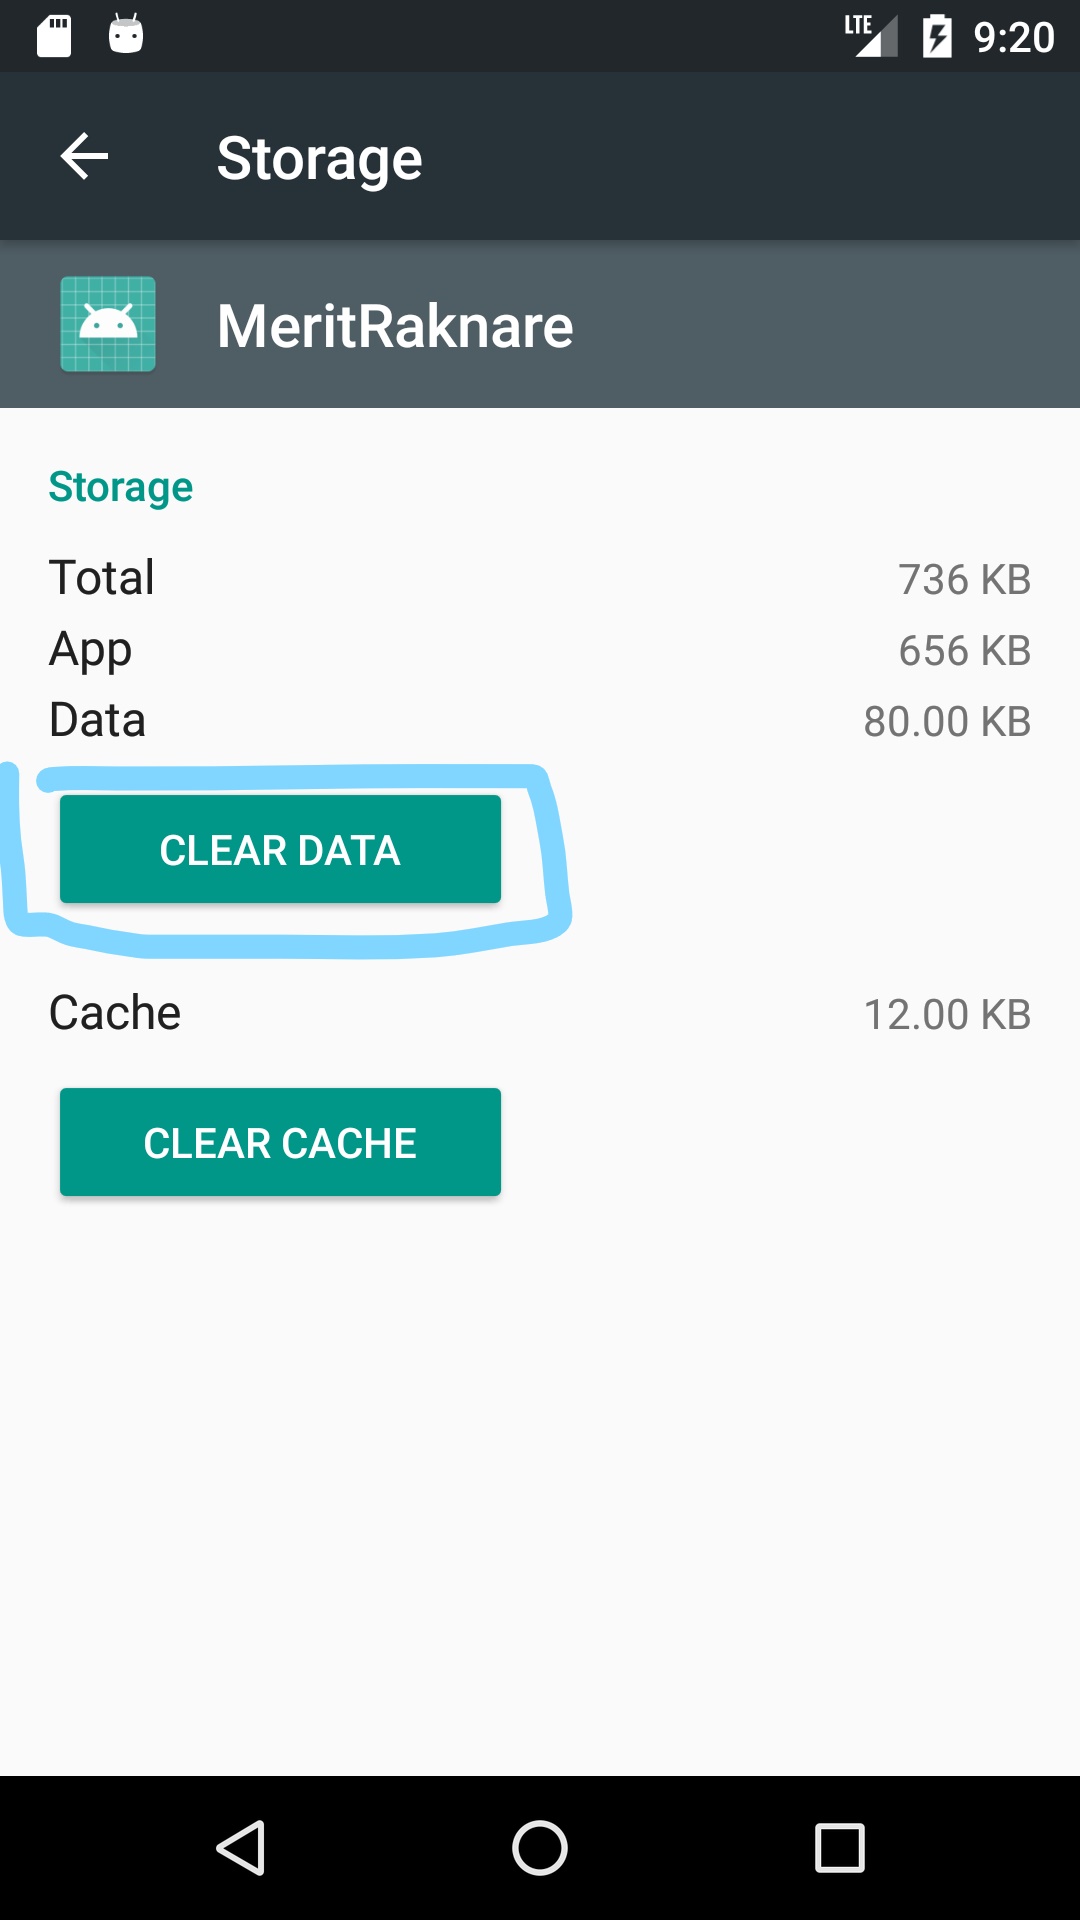 LTE 9:20
Storage
MeritRaknare
Storage
Total 736 KB
App 656 KB
Data 80.00 KB
CLEAR DATA
Cache 12.00 KB
CLEAR CACHE